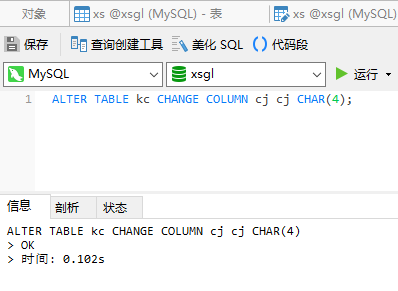 对象
xs @xsgl (MySQL) - 表
xs @xsgl (MySQL)
保存
查询创建工具
美化 SQL
() 代码段
MySQL
xsgl
运行
1 ALTER TABLE kc CHANGE COLUMN cj cj CHAR(4);
信息
剖析
状态
ALTER TABLE kc CHANGE COLUMN cj cj CHAR(4)
> OK
> 时间: 0.102s